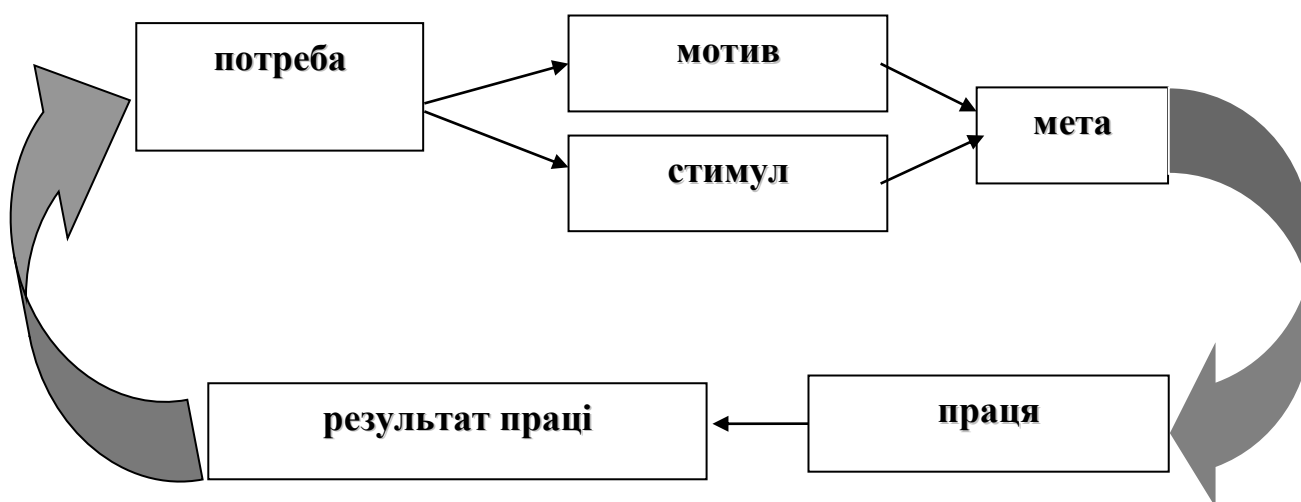 потреба
мотив
стимул
мета
праця
результат праці